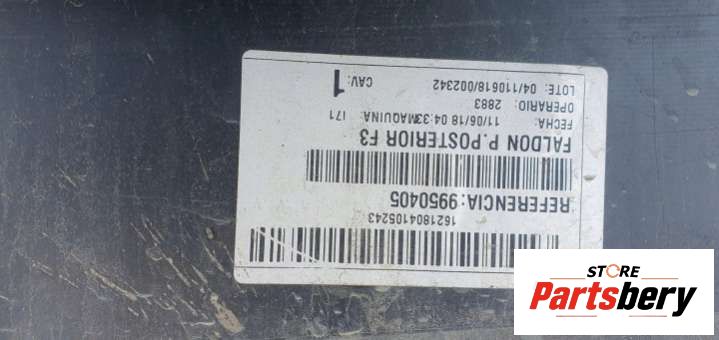 1621804105243
REFERENCIA: 9950405
FALDON P.POSTERIOR F3
FECHA: 11/06/18 04:33MAQUINA 171
OPERARIO: 2883
LOTE: 04/110618/002342
CAV: 1
STORE
Partsbery